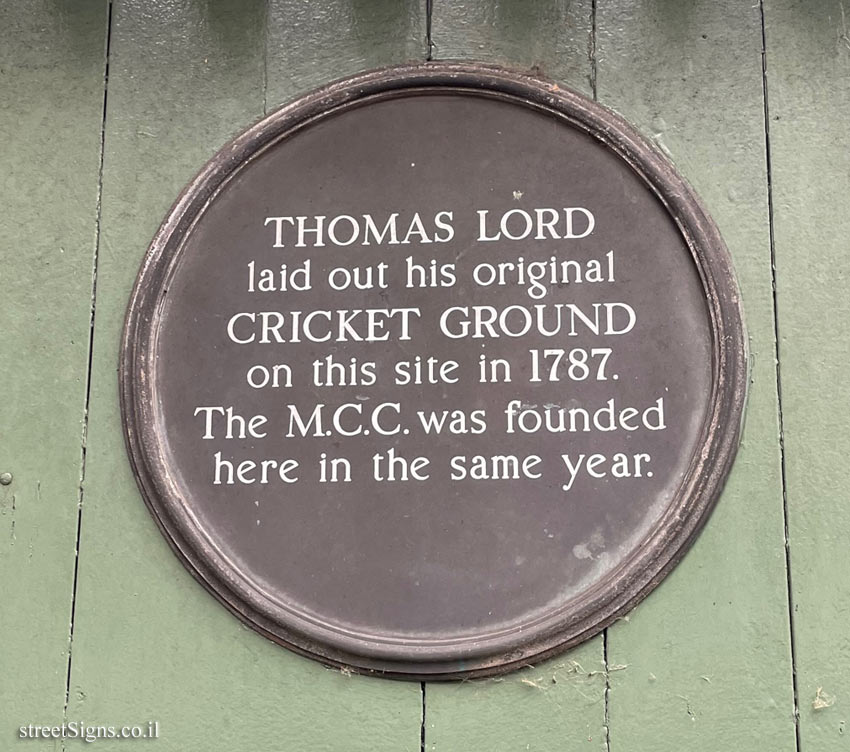 THOMAS LORD
laid out his original
CRICKET GROUND
on this site in 1787.
The M.C.C. was founded
here in the same year.
streetSigns.co.il